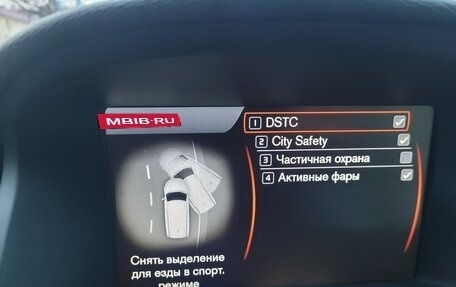 MBIB-RU
1 DSTC
2 City Safety
3 Частичная охрана
4 Активные фары
Снять выделение
для езды в спорт.
режиме